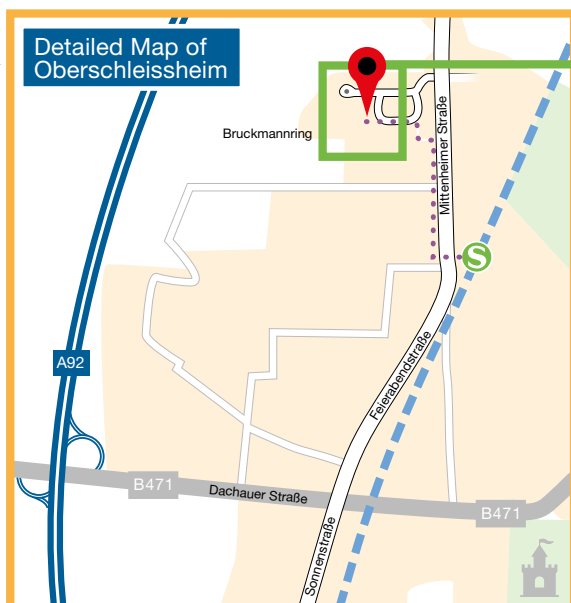 Detailed Map of
Oberschleissheim
Bruckmannring
Mittenheimer Straße
S
A92
Feierabendstraße
B471
Dachauer Straße
B471
Sonnenstraße